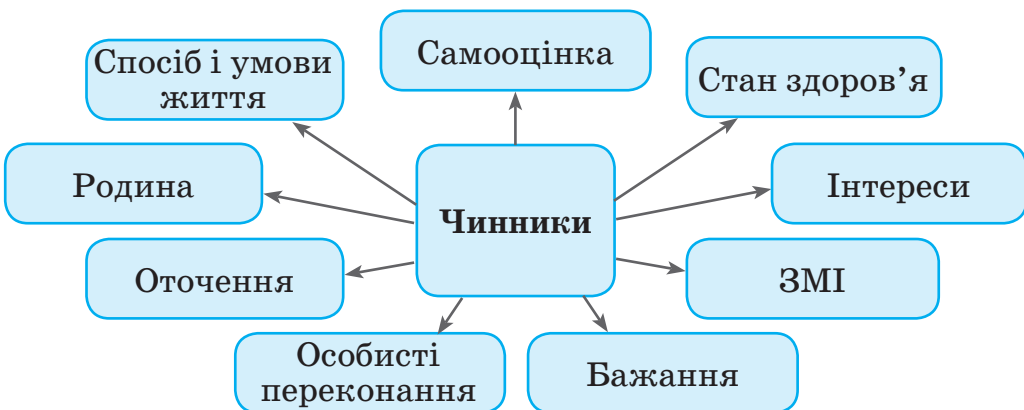 Самооцінка
Спосіб і умови
життя
Стан здоров’я
Родина
Чинники
Інтереси
Оточення
ЗМІ
Особисті
переконання
Бажання